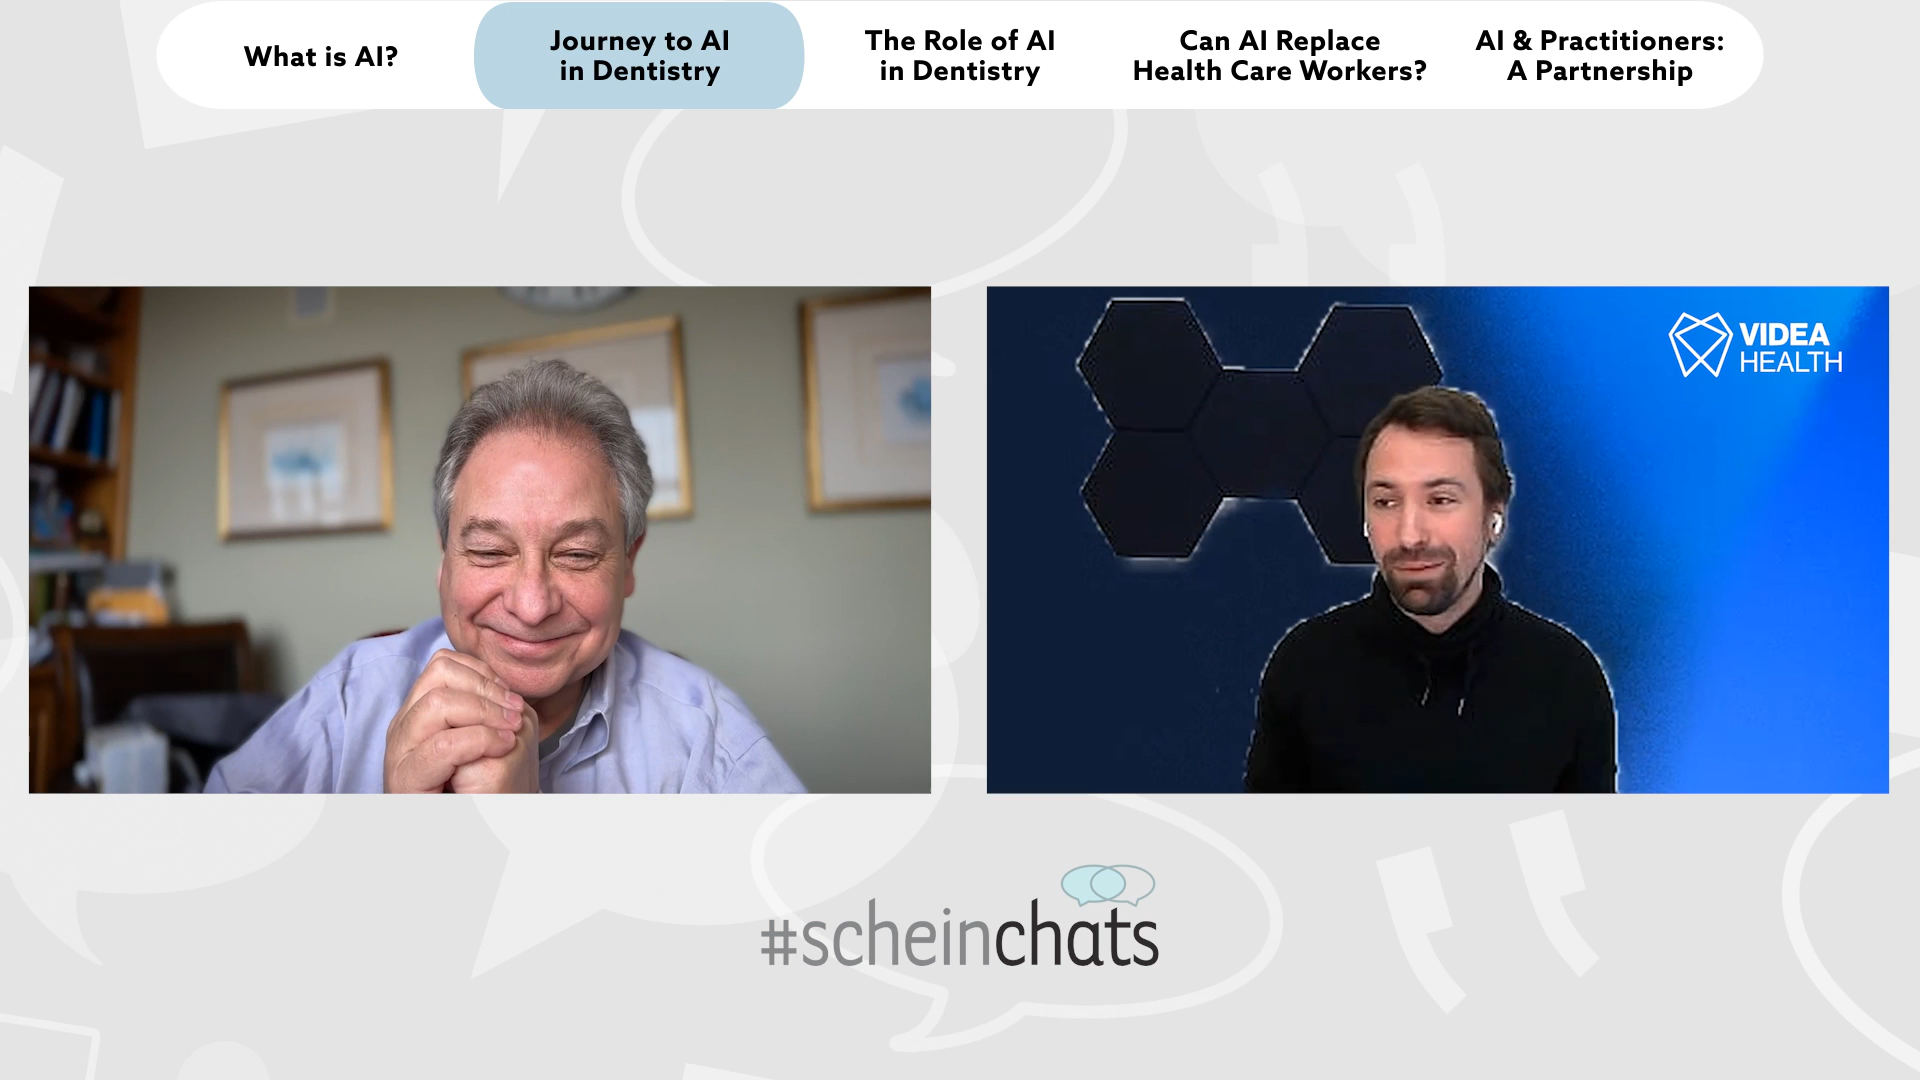 What is AI?
Journey to AI
in Dentistry
The Role of AI
in Dentistry
Can AI Replace
Health Care Workers?
AI & Practitioners:
A Partnership
VIDEA
HEALTH
#scheinchats